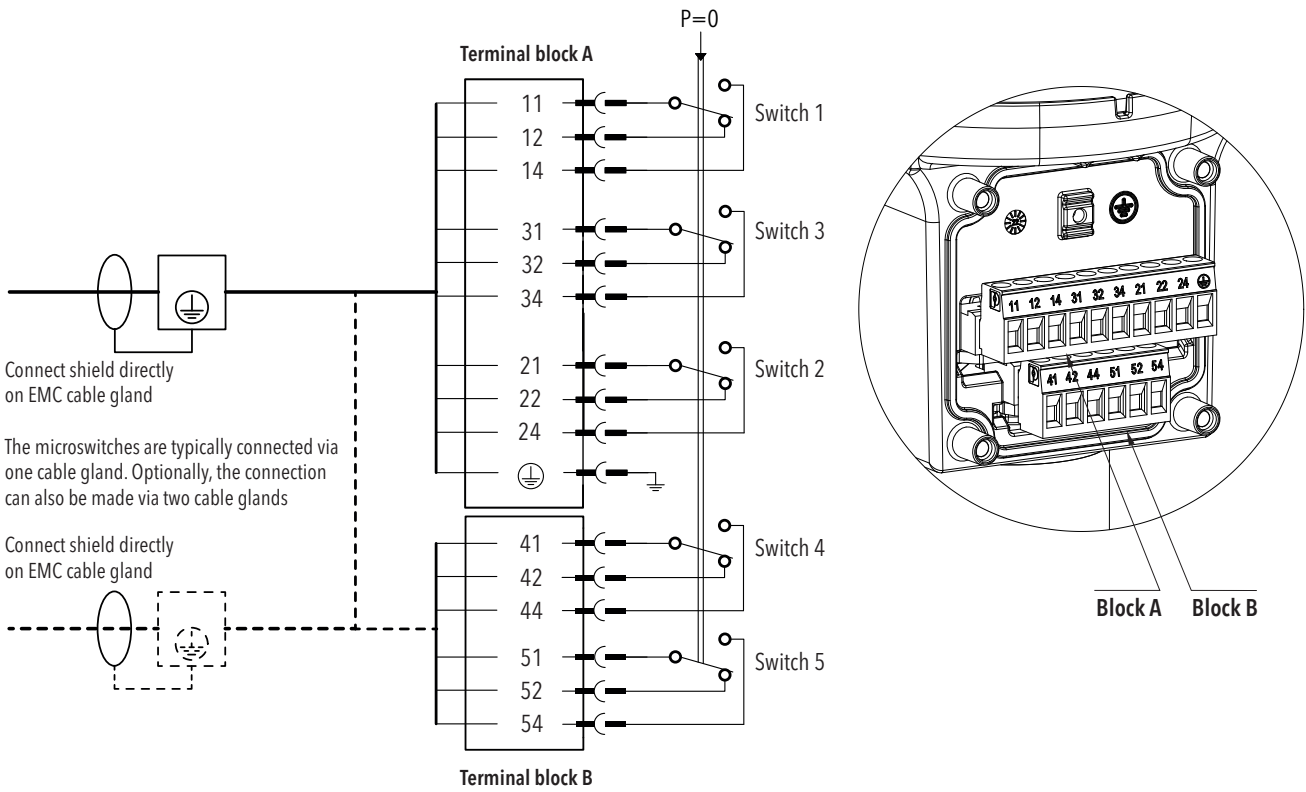 P=0
Terminal block A
11
12
14
Switch 1
31
32
34
Switch 3
21
22
24
Switch 2
Connect shield directly
on EMC cable gland
The microswitches are typically connected via
one cable gland. Optionally, the connection
can also be made via two cable glands
Connect shield directly
on EMC cable gland
41
42
44
Switch 4
51
52
54
Switch 5
Terminal block B
11 12 14 31 32 34 21 22 24
41 42 44 51 52 54
Block A Block B